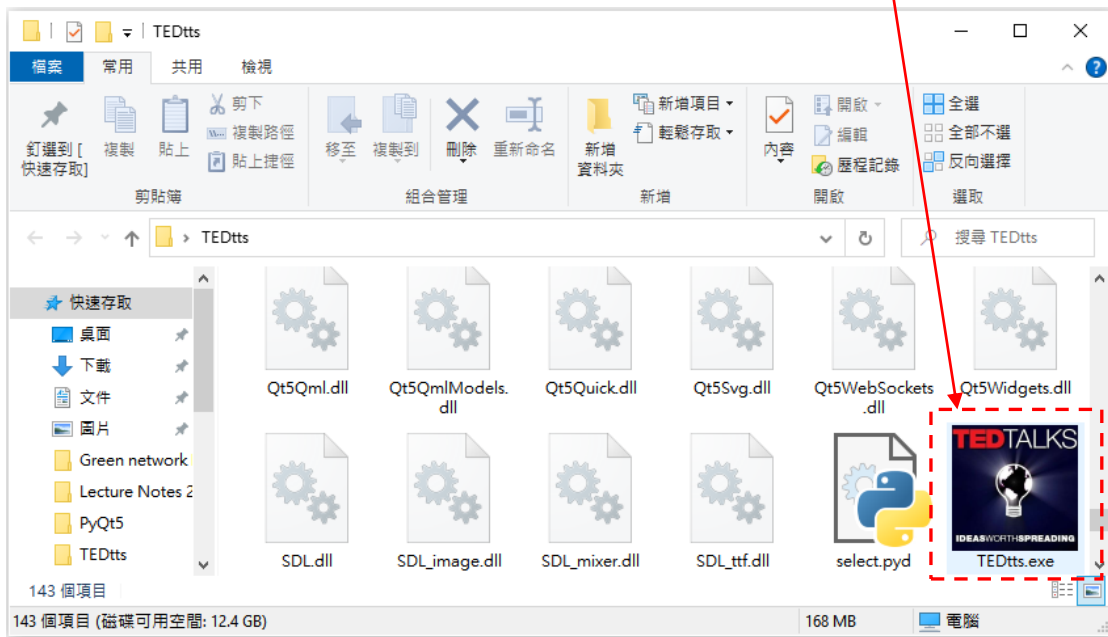 TEDtts
檔案 常用 共用 檢視
釘選到 [
快速存取]
複製
貼上
剪下
複製路徑
貼上捷徑
剪貼簿
移至
複製到
刪除
重新命名
組合管理
新增
資料夾
新增項目
輕鬆存取
新增
內容
開啟
編輯
歷程記錄
開啟
全選
全部不選
反向選擇
選取
TEDtts
搜尋 TEDtts
快速存取
桌面
下載
文件
圖片
Green network
Lecture Notes 2
PyQt5
TEDtts
Qt5Qml.dll
Qt5QmlModels.
dll
Qt5Quick.dll
Qt5Svg.dll
Qt5WebSockets
.dll
Qt5Widgets.dll
SDL.dll
SDL_image.dll
SDL_mixer.dll
SDL_ttf.dll
select.pyd
TEDTALKS
IDEASWORTHSPREADING
TEDtts.exe
143 個項目
143 個項目 (磁碟可用空間: 12.4 GB)
168 MB
電腦